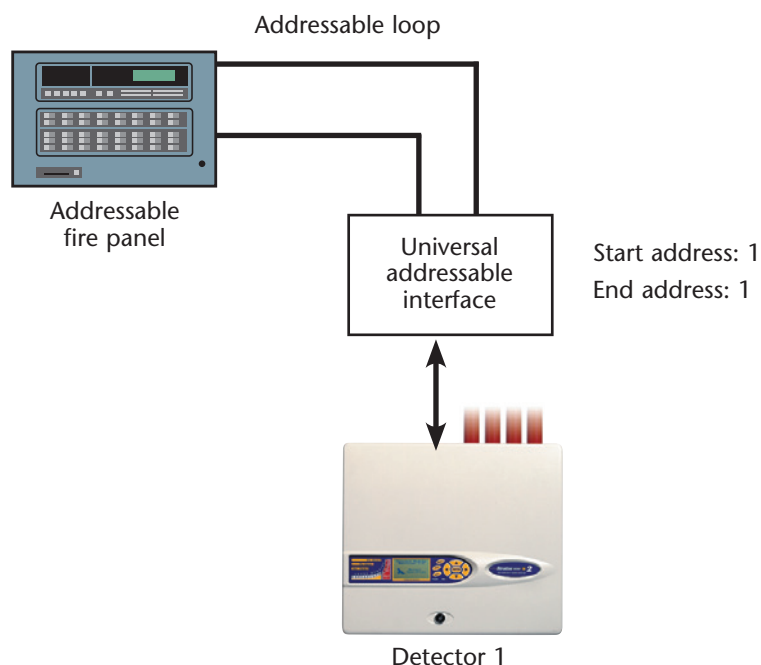 Addressable loop
Addressable
fire panel
Universal
addressable
interface
Start address: 1
End address: 1
Detector 1